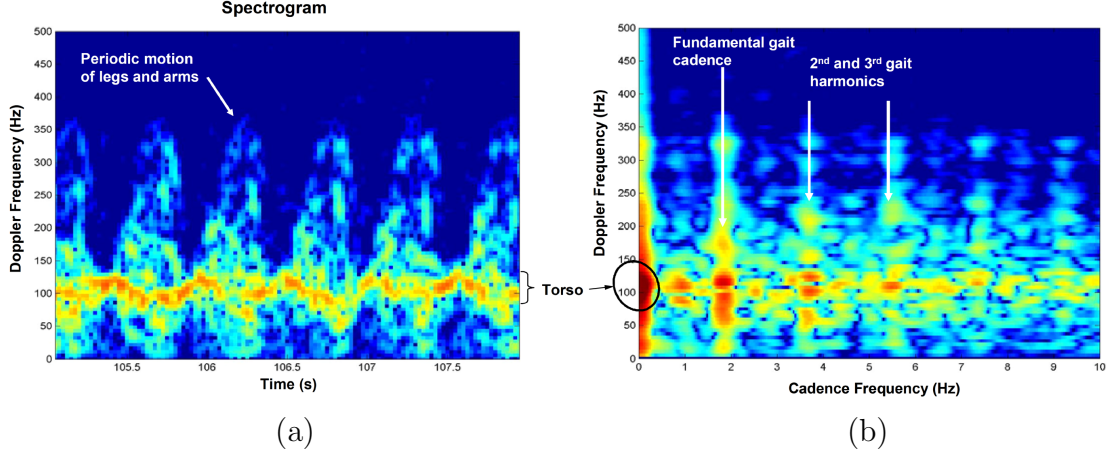 Spectrogram
500
450
400
350
300
250
200
150
100
50
0
Doppler Frequency (Hz)
Periodic motion
of legs and arms
105.5
106
106.5
107
107.5
Time (s)
(a)
Torso
500
450
400
350
300
250
200
150
100
50
0
Doppler Frequency (Hz)
Fundamental gait
cadence
2nd and 3rd gait
harmonics
0
1
2
3
4
5
6
7
8
9
10
Cadence Frequency (Hz)
(b)